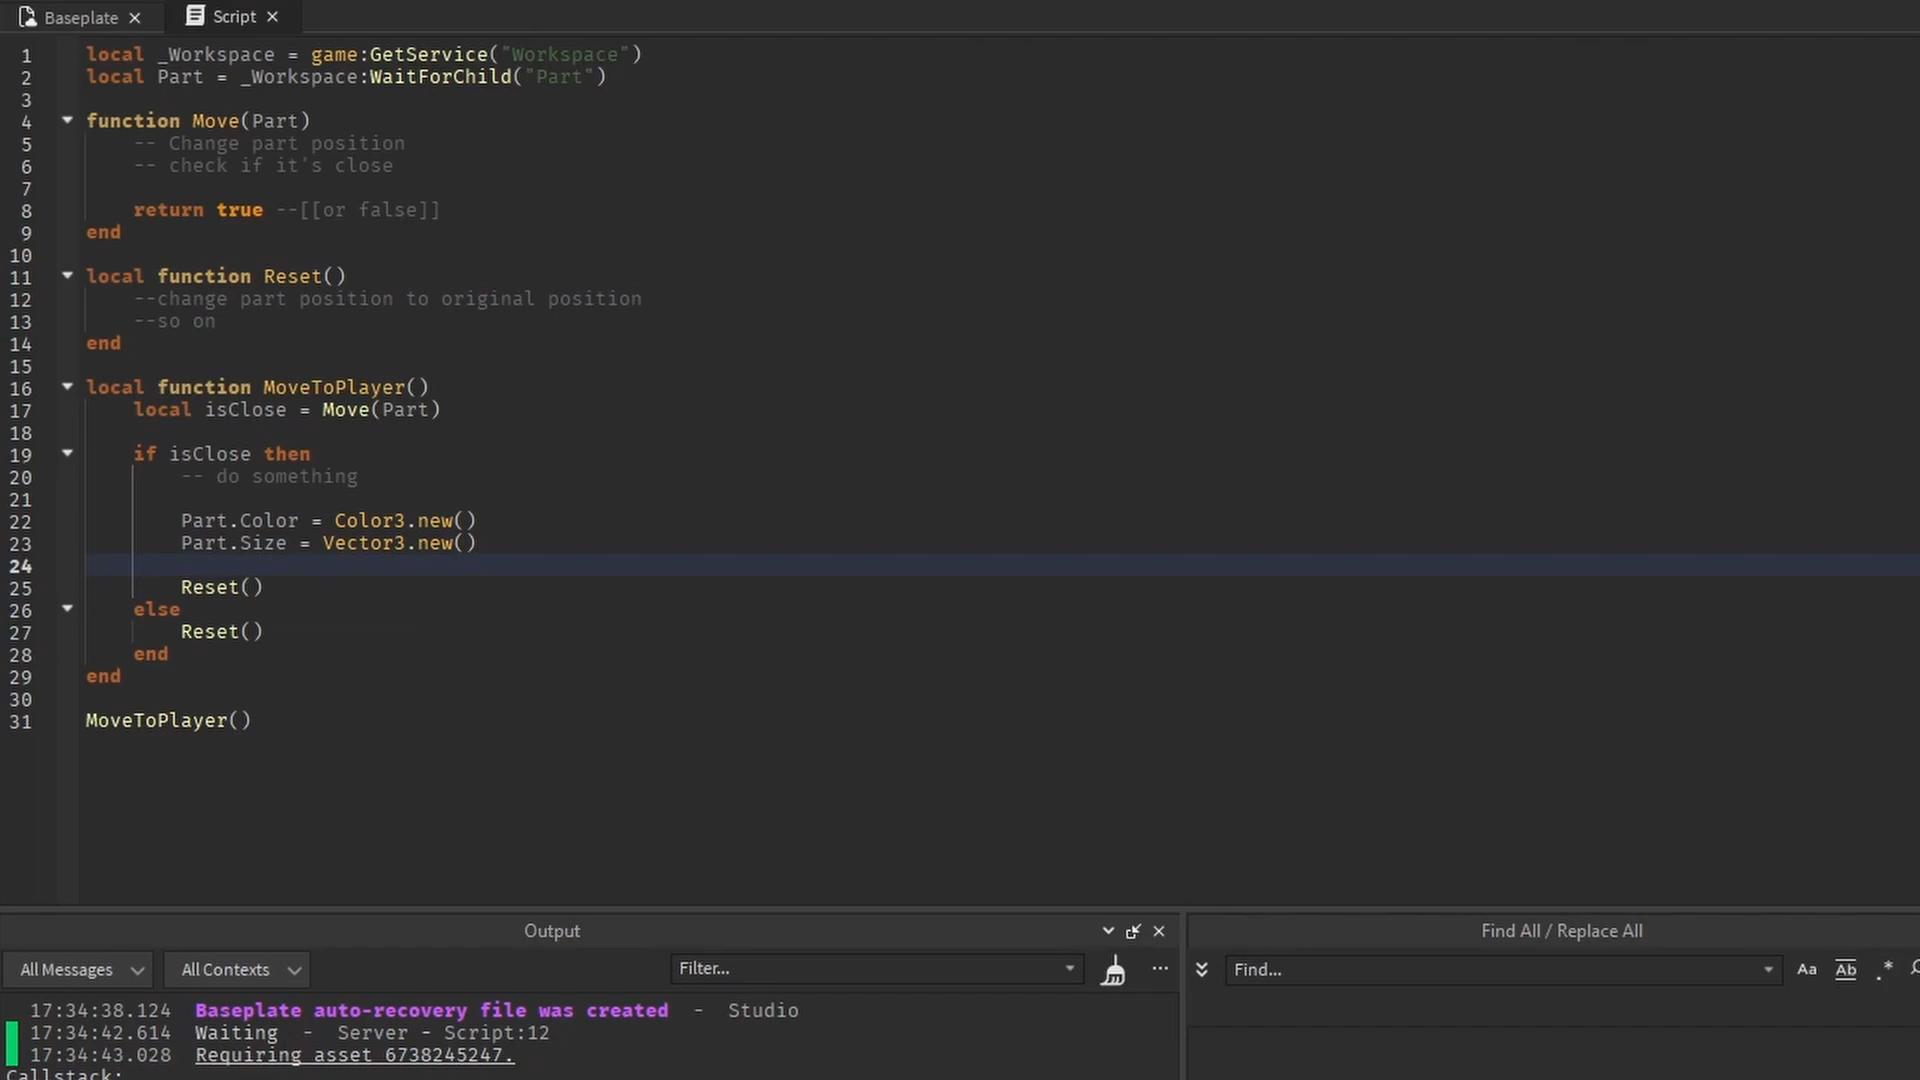 Baseplate
Script
1 local _Workspace = game:GetService("Workspace")
2 local Part = _Workspace:WaitForChild("Part")
3
4 function Move(Part)
5 -- Change part position
6 -- check if it's close
7
8 return true --[[or false]]
9 end
10
11 local function Reset()
12 --change part position to original position
13 --so on
14 end
15
16 local function MoveToPlayer()
17 local isClose = Move(Part)
18
19 if isClose then
20 -- do something
21
22 Part.Color = Color3.new()
23 Part.Size = Vector3.new()
24
25 Reset()
26 else
27 Reset()
28 end
29 end
30
31 MoveToPlayer()
Output
Find All / Replace All
All Messages
All Contexts
Filter...
Find...
Aa
Ab
.*
17:34:38.124 Baseplate auto-recovery file was created - Studio
17:34:42.614 Waiting - Server - Script:12
17:34:43.028 Requiring asset 6738245247.
Callstack: